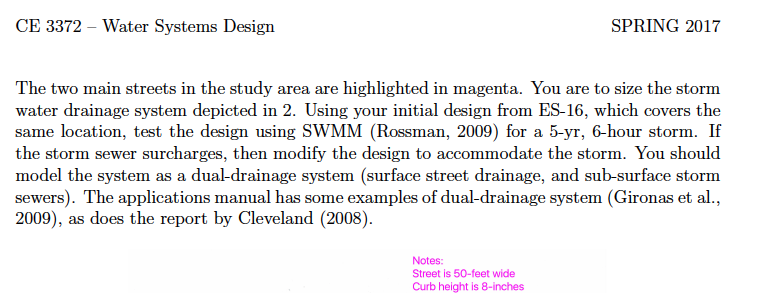 CE 3372 – Water Systems Design SPRING 2017
The two main streets in the study area are highlighted in magenta. You are to size the storm
water drainage system depicted in 2. Using your initial design from ES-16, which covers the
same location, test the design using SWMM (Rossman, 2009) for a 5-yr, 6-hour storm. If
the storm sewer surcharges, then modify the design to accommodate the storm. You should
model the system as a dual-drainage system (surface street drainage, and sub-surface storm
sewers). The applications manual has some examples of dual-drainage system (Gironas et al.,
2009), as does the report by Cleveland (2008).
Notes:
Street is 50-feet wide
Curb height is 8-inches